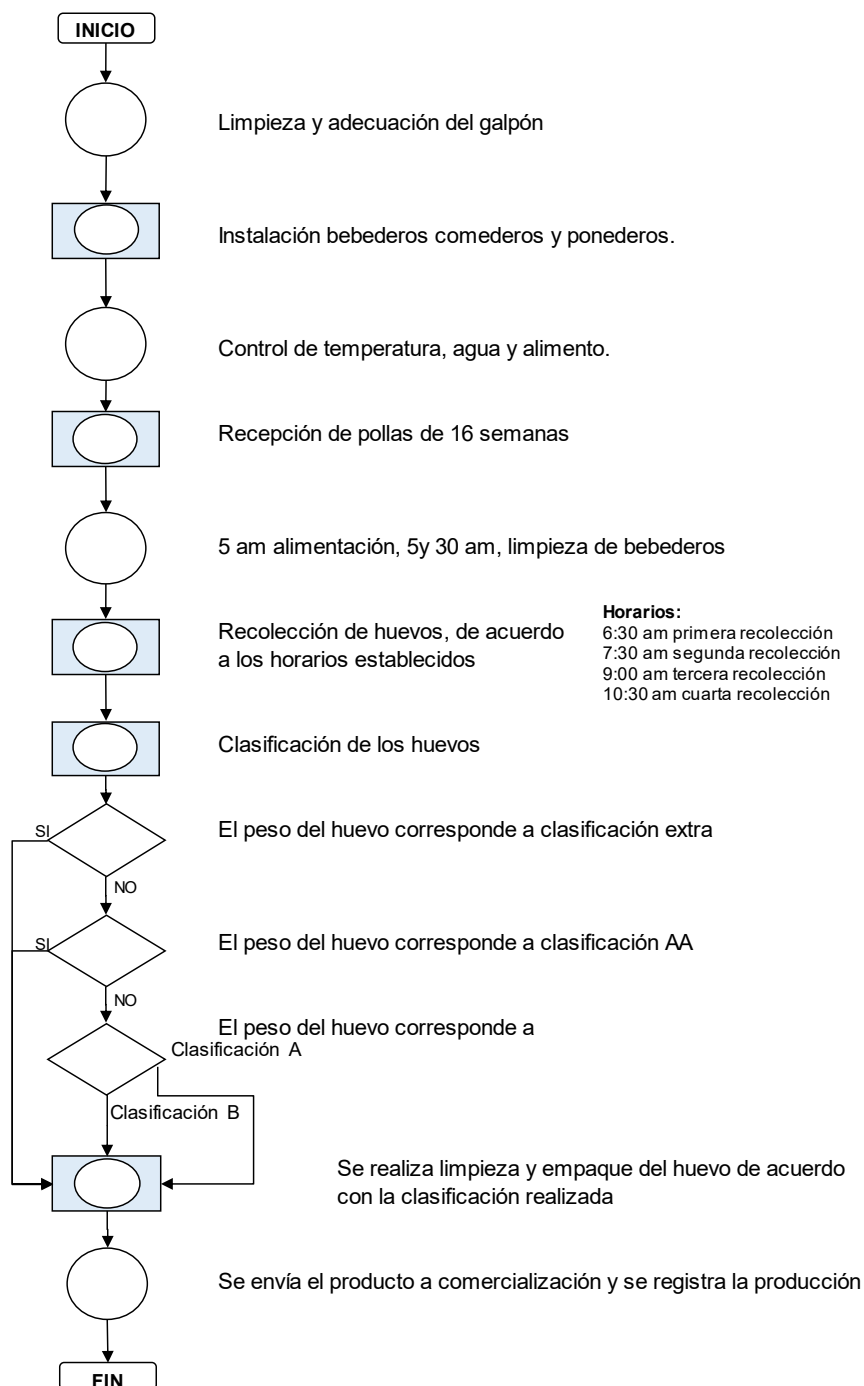 INICIO
Limpieza y adecuación del galpón
Instalación bebederos comederos y ponederos.
Control de temperatura, agua y alimento.
Recepción de pollas de 16 semanas
5 am alimentación, 5y 30 am, limpieza de bebederos
Recolección de huevos, de acuerdo
a los horarios establecidos
Horarios:
6:30 am primera recolección
7:30 am segunda recolección
9:00 am tercera recolección
10:30 am cuarta recolección
Clasificación de los huevos
El peso del huevo corresponde a clasificación extra
SI
NO
El peso del huevo corresponde a clasificación AA
SI
NO
El peso del huevo corresponde a
Clasificación A
Clasificación B
Se realiza limpieza y empaque del huevo de acuerdo
con la clasificación realizada
Se envía el producto a comercialización y se registra la producción
FIN